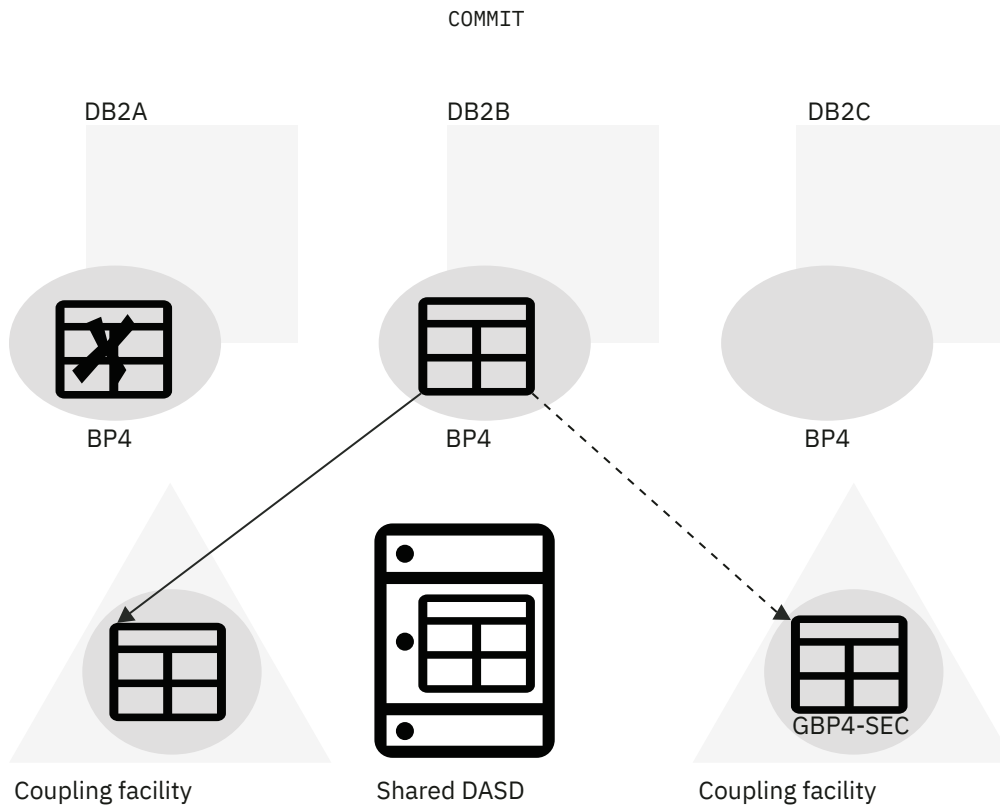 COMMIT
DB2A
DB2B
DB2C
BP4
BP4
BP4
GBP4-SEC
Coupling facility
Shared DASD
Coupling facility